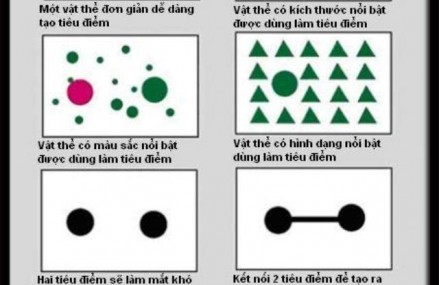 Một vật thể đơn giản dễ dàng
tạo tiêu điểm
Vật thể có kích thước nổi bật
được dùng làm tiêu điểm
Vật thể có màu sắc nổi bật
được dùng làm tiêu điểm
Vật thể có hình dạng nổi bật
dùng làm tiêu điểm
Hai tiêu điểm sẽ làm mắt khó
Kết nối 2 tiêu điểm để tạo ra